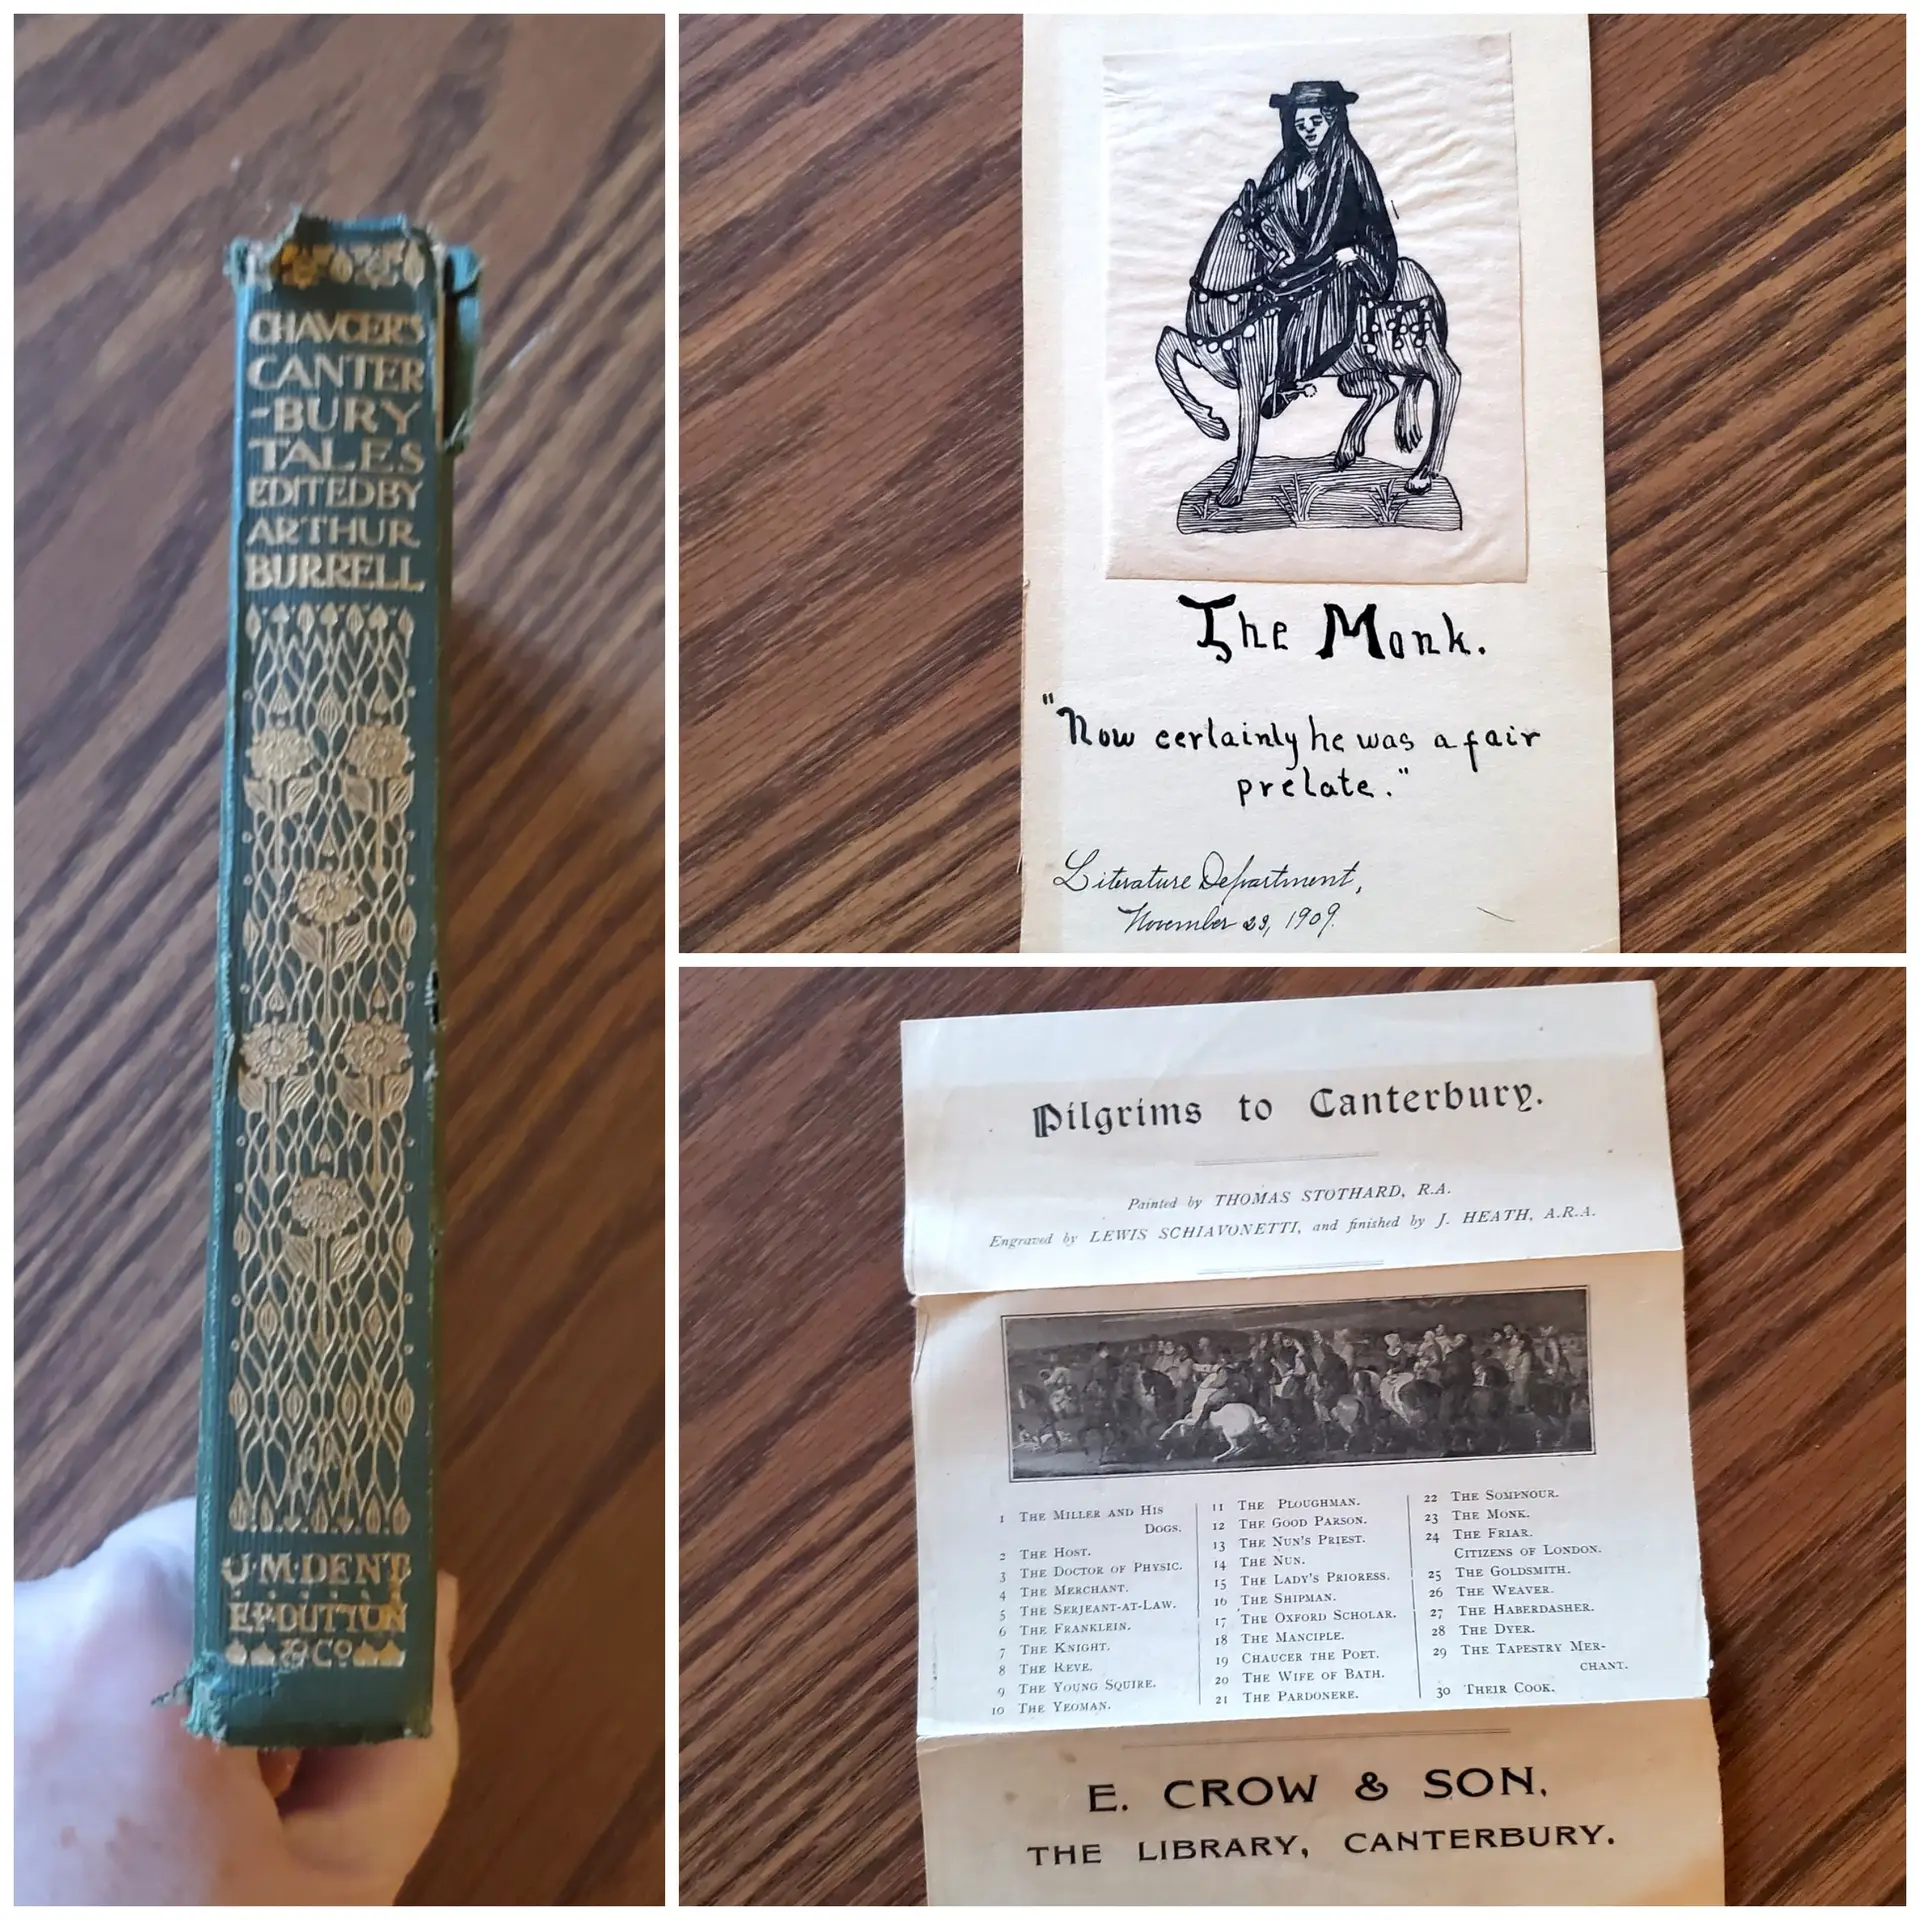 CHAVCER'S
CANTER
-BURY
TALES
EDITED BY
ARTHUR
BURRELL
J·M·DENT
E.P.DUTTON
& Co
The Monk.
"Now certainly he was a fair
prelate."
Literature Department,
November 23, 1909.
Pilgrims to Canterbury.
Painted by THOMAS STOTHARD, R.A.
Engraved by LEWIS SCHIAVONETTI, and finished by J. HEATH, A.R.A.
1 THE MILLER AND HIS
DOGS.
2 THE HOST.
3 THE DOCTOR OF PHYSIC.
4 THE MERCHANT.
5 THE SERJEANT-AT-LAW.
6 THE FRANKLEIN.
7 THE KNIGHT.
8 THE REVE.
9 THE YOUNG SQUIRE.
10 THE YEOMAN.
11 THE PLOUGHMAN.
12 THE GOOD PARSON.
13 THE NUN'S PRIEST.
14 THE NUN.
15 THE LADY'S PRIORESS.
16 THE SHIPMAN.
17 THE OXFORD SCHOLAR.
18 THE MANCIPLE.
19 CHAUCER THE POET.
20 THE WIFE OF BATH.
21 THE PARDONERE.
22 THE SOMPNOUR.
23 THE MONK.
24 THE FRIAR.
CITIZENS OF LONDON.
25 THE GOLDSMITH.
26 THE WEAVER.
27 THE HABERDASHER.
28 THE DYER.
29 THE TAPESTRY MER-
CHANT.
30 THEIR COOK.
E. CROW & SON,
THE LIBRARY, CANTERBURY.